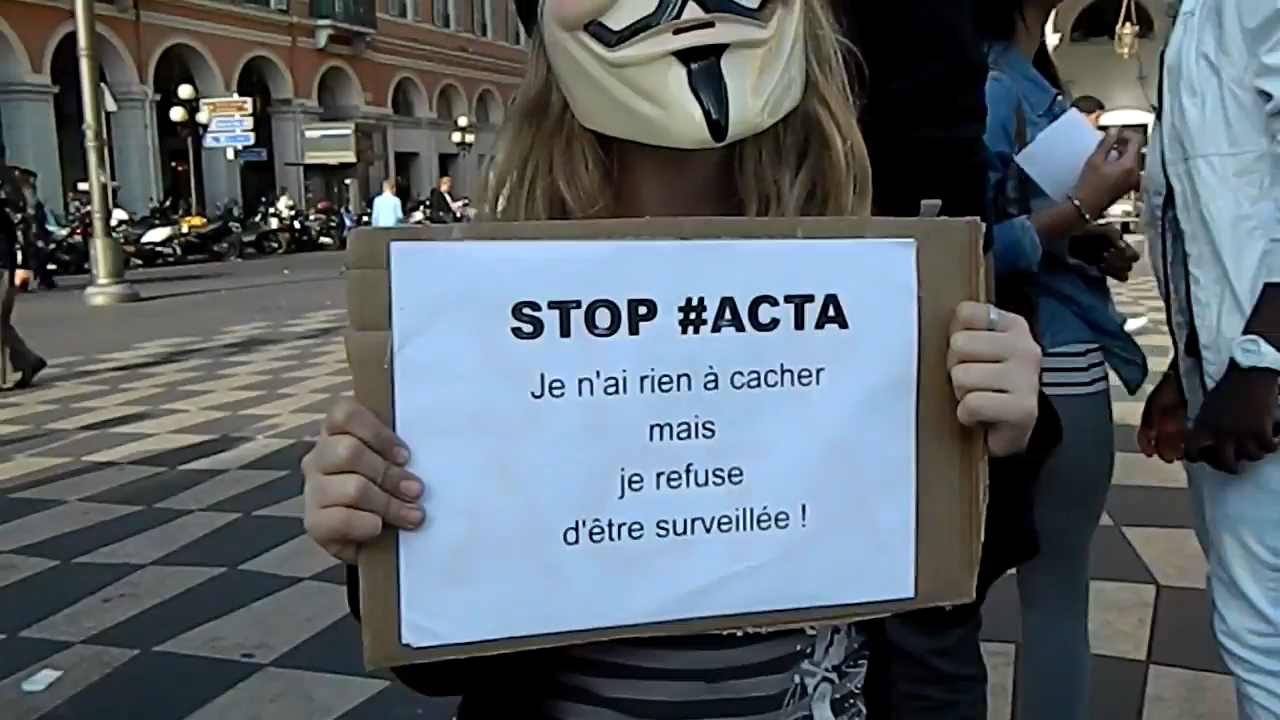 STOP #ACTA
Je n'ai rien à cacher
mais
je refuse
d'être surveillée !